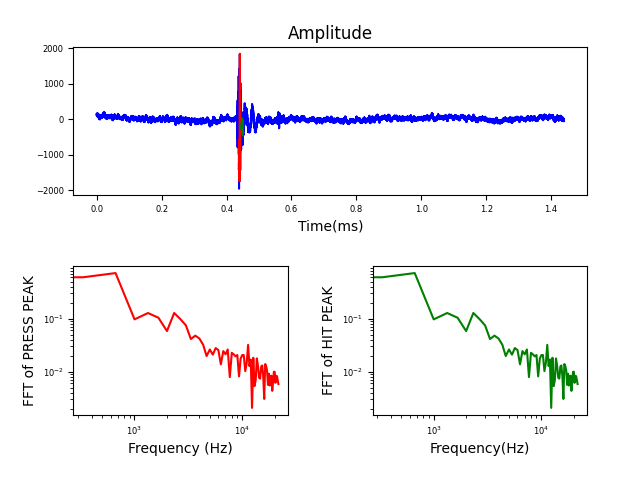 Amplitude
2000
1000
0
−1000
−2000
0.0 0.2 0.4 0.6 0.8 1.0 1.2 1.4
Time(ms)
FFT of PRESS PEAK
10⁻¹
10⁻²
10³ 10⁴
Frequency (Hz)
FFT of HIT PEAK
10⁻¹
10⁻²
10³ 10⁴
Frequency(Hz)